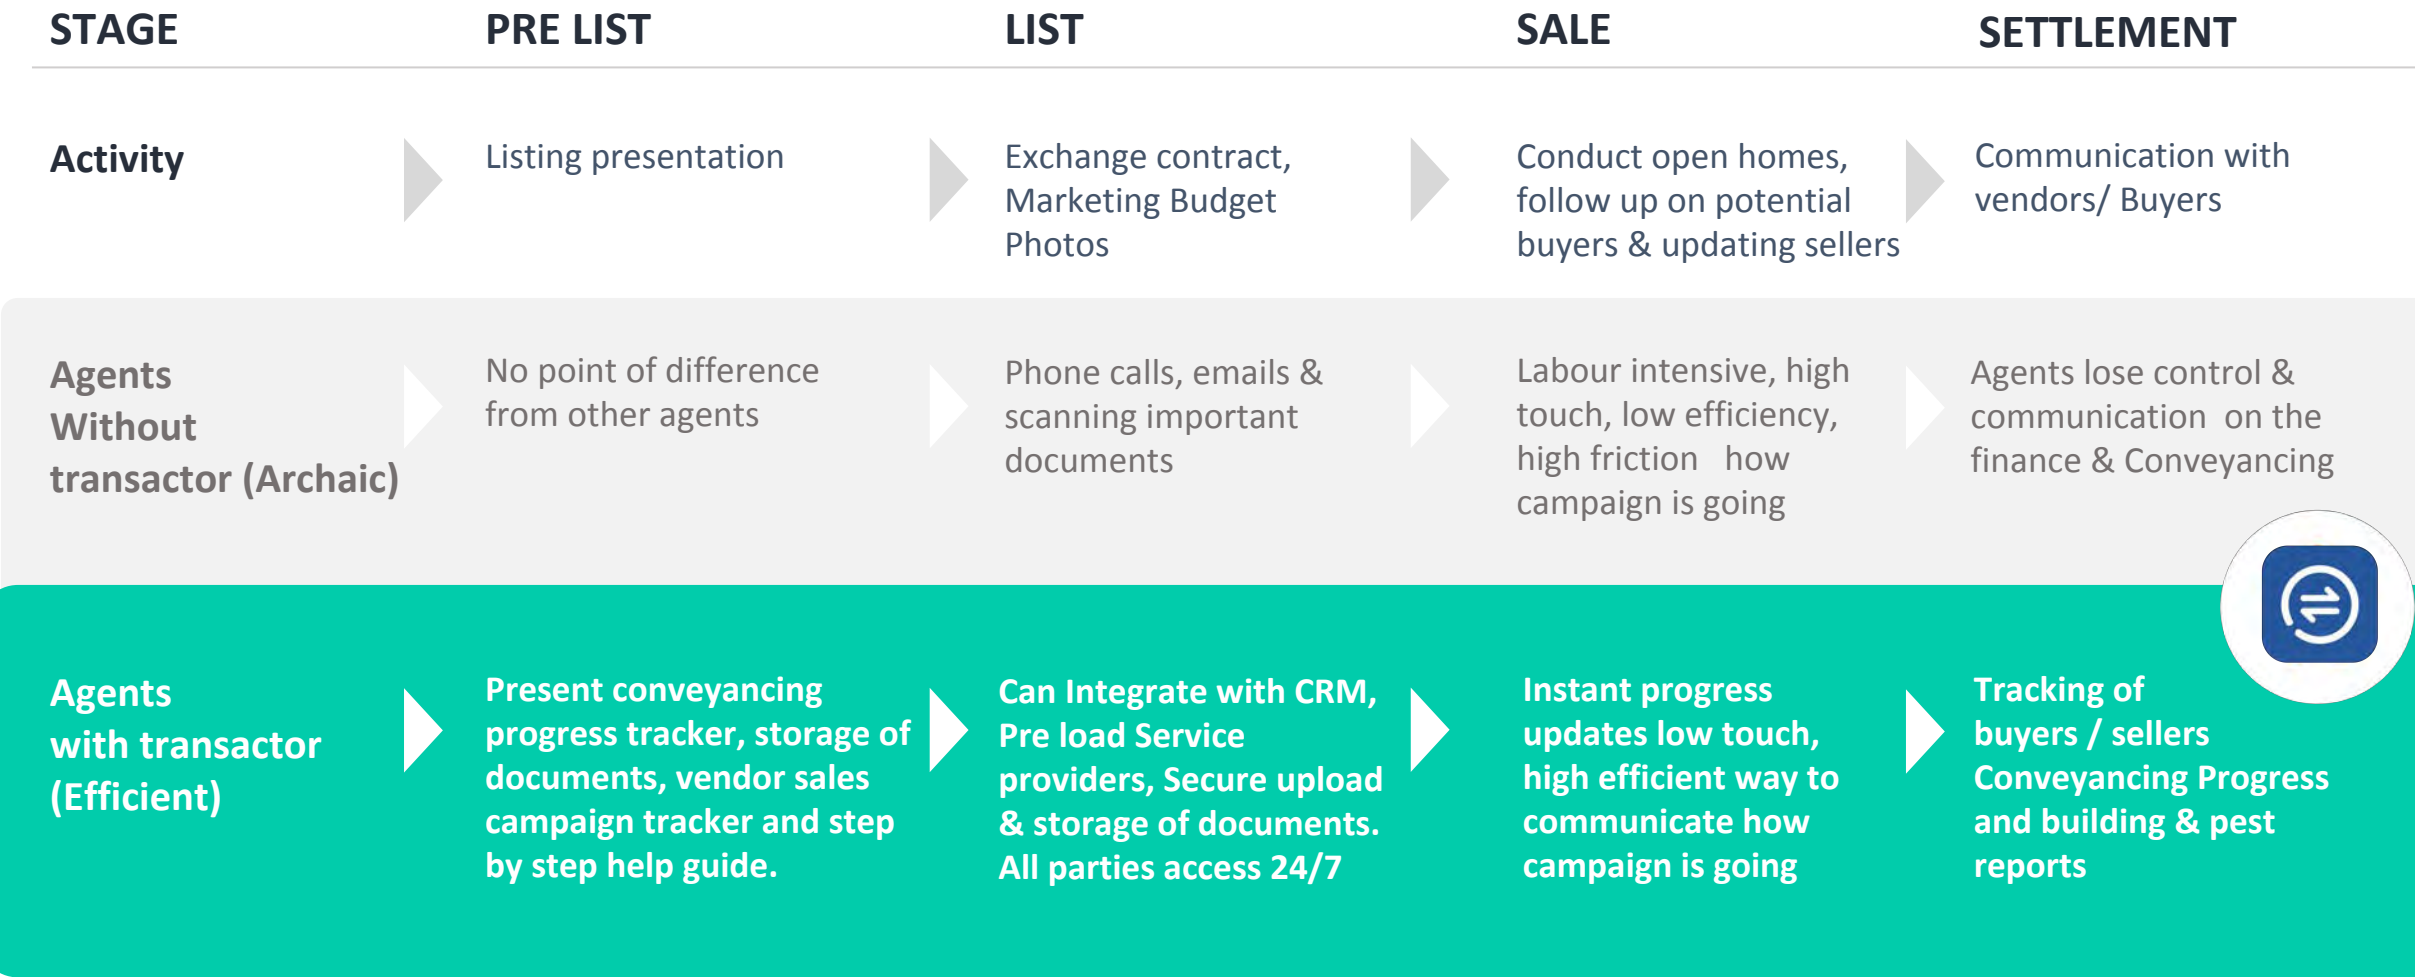 STAGE
PRE LIST
LIST
SALE
SETTLEMENT
Activity
Listing presentation
Exchange contract,
Marketing Budget
Photos
Conduct open homes,
follow up on potential
buyers & updating sellers
Communication with
vendors/ Buyers
Agents
Without
transactor (Archaic)
No point of difference
from other agents
Phone calls, emails &
scanning important
documents
Labour intensive, high
touch, low efficiency,
high friction   how
campaign is going
Agents lose control &
communication  on the
finance & Conveyancing
Agents
with transactor
(Efficient)
Present conveyancing
progress tracker, storage of
documents, vendor sales
campaign tracker and step
by step help guide.
Can Integrate with CRM,
Pre load Service
providers, Secure upload
& storage of documents.
All parties access 24/7
Instant progress
updates low touch,
high efficient way to
communicate how
campaign is going
Tracking of
buyers / sellers
Conveyancing Progress
and building & pest
reports